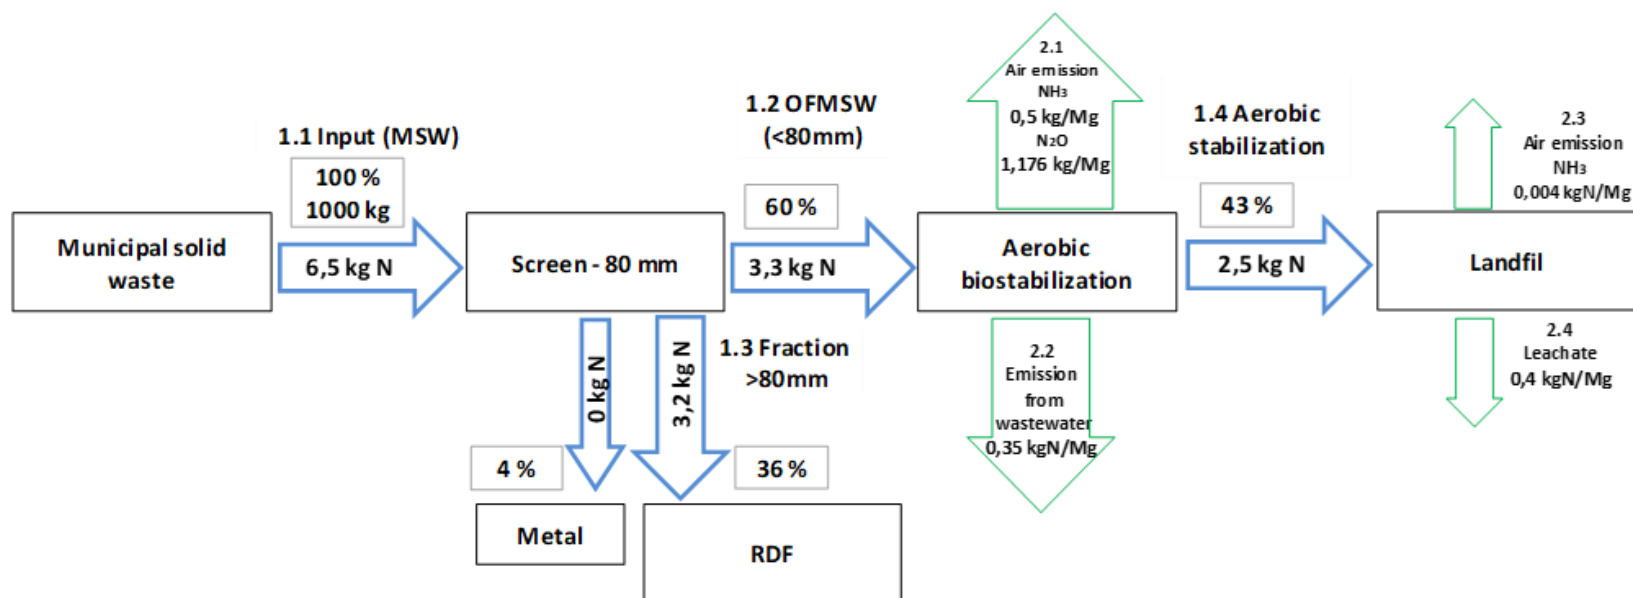 Municipal solid
waste
1.1 Input (MSW)
100 %
1000 kg
6,5 kg N
Screen - 80 mm
0 kg N
4 %
Metal
3,2 kg N
1.3 Fraction
>80mm
36 %
RDF
1.2 OFMSW
(<80mm)
60 %
3,3 kg N
Aerobic
biostabilization
2.1
Air emission
NH₃
0,5 kg/Mg
N₂O
1,176 kg/Mg
2.2
Emission
from
wastewater
0,35 kgN/Mg
1.4 Aerobic
stabilization
43 %
2,5 kg N
Landfil
2.3
Air emission
NH₃
0,004 kgN/Mg
2.4
Leachate
0,4 kgN/Mg